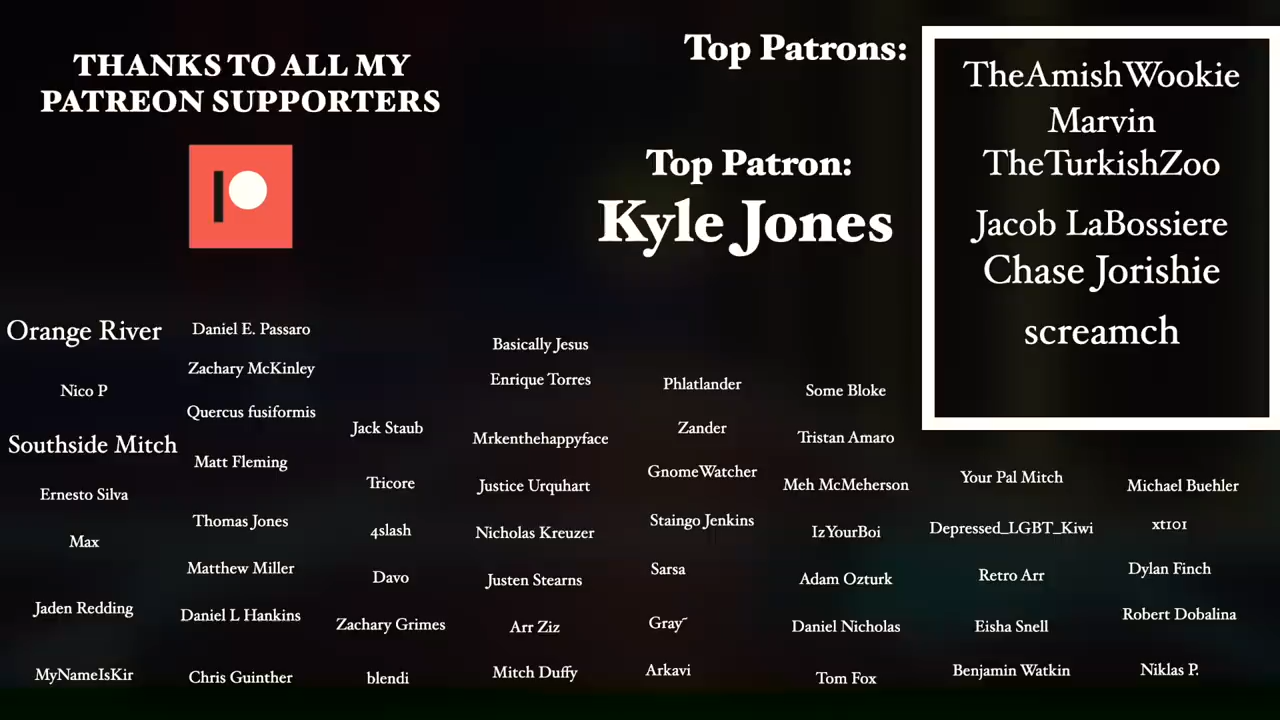 THANKS TO ALL MY
PATREON SUPPORTERS
Top Patrons:
TheAmishWookie
Marvin
TheTurkishZoo
Jacob LaBossiere
Chase Jorishie
screamch
Top Patron:
Kyle Jones
Orange River
Nico P
Southside Mitch
Ernesto Silva
Max
Jaden Redding
MyNameIsKir
Daniel E. Passaro
Zachary McKinley
Quercus fusiformis
Matt Fleming
Thomas Jones
Matthew Miller
Daniel L Hankins
Chris Guinther
Jack Staub
Tricore
4slash
Davo
Zachary Grimes
blendi
Basically Jesus
Enrique Torres
Mrkenthehappyface
Justice Urquhart
Nicholas Kreuzer
Justen Stearns
Arr Ziz
Mitch Duffy
Phlatlander
Zander
GnomeWatcher
Staingo Jenkins
Sarsa
Gray˜
Arkavi
Some Bloke
Tristan Amaro
Meh McMeherson
IzYourBoi
Adam Ozturk
Daniel Nicholas
Tom Fox
Your Pal Mitch
Depressed_LGBT_Kiwi
Retro Arr
Eisha Snell
Benjamin Watkin
Michael Buehler
xt101
Dylan Finch
Robert Dobalina
Niklas P.